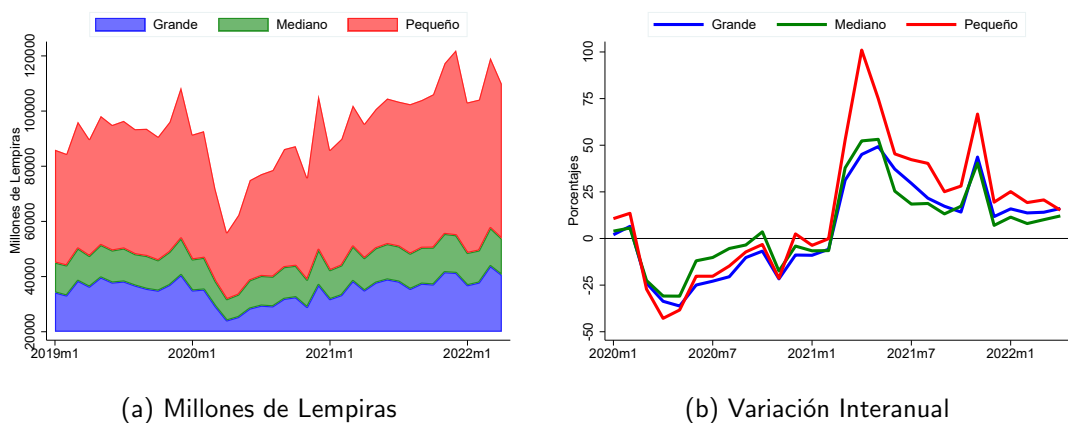 Grande Mediano Pequeño
Millones de Lempiras
120000
100000
80000
60000
40000
20000
2019m1 2020m1 2021m1 2022m1
(a) Millones de Lempiras
Grande Mediano Pequeño
Porcentajes
100
75
50
25
0
-25
-50
2020m1 2020m7 2021m1 2021m7 2022m1
(b) Variación Interanual